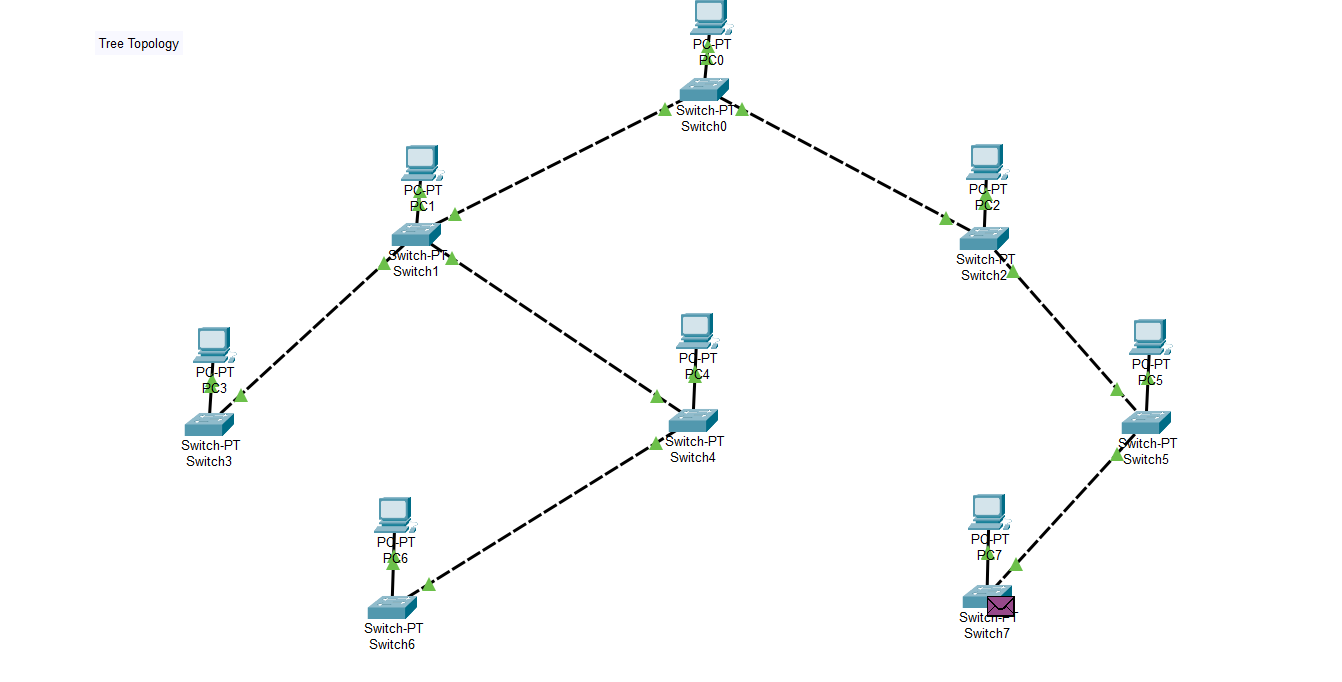 Tree Topology
PC-PT
PC0
Switch-PT
Switch0
PC-PT
PC1
Switch-PT
Switch1
PC-PT
PC2
Switch-PT
Switch2
PC-PT
PC3
Switch-PT
Switch3
PC-PT
PC4
Switch-PT
Switch4
PC-PT
PC5
Switch-PT
Switch5
PC-PT
PC6
Switch-PT
Switch6
PC-PT
PC7
Switch-PT
Switch7